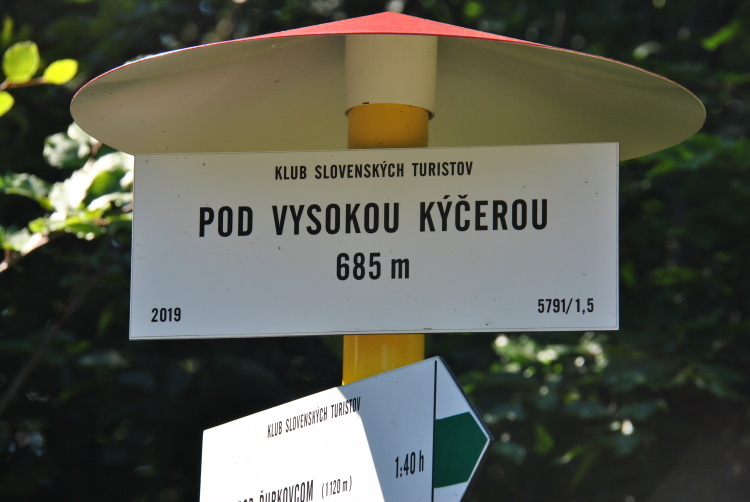 KLUB SLOVENSKÝCH TURISTOV
POD VYSOKOU KÝČEROU
685 m
2019 5791/1,5
KLUB SLOVENSKÝCH TURISTOV
1:40 h
ĎURKOVCOM (1120 m)